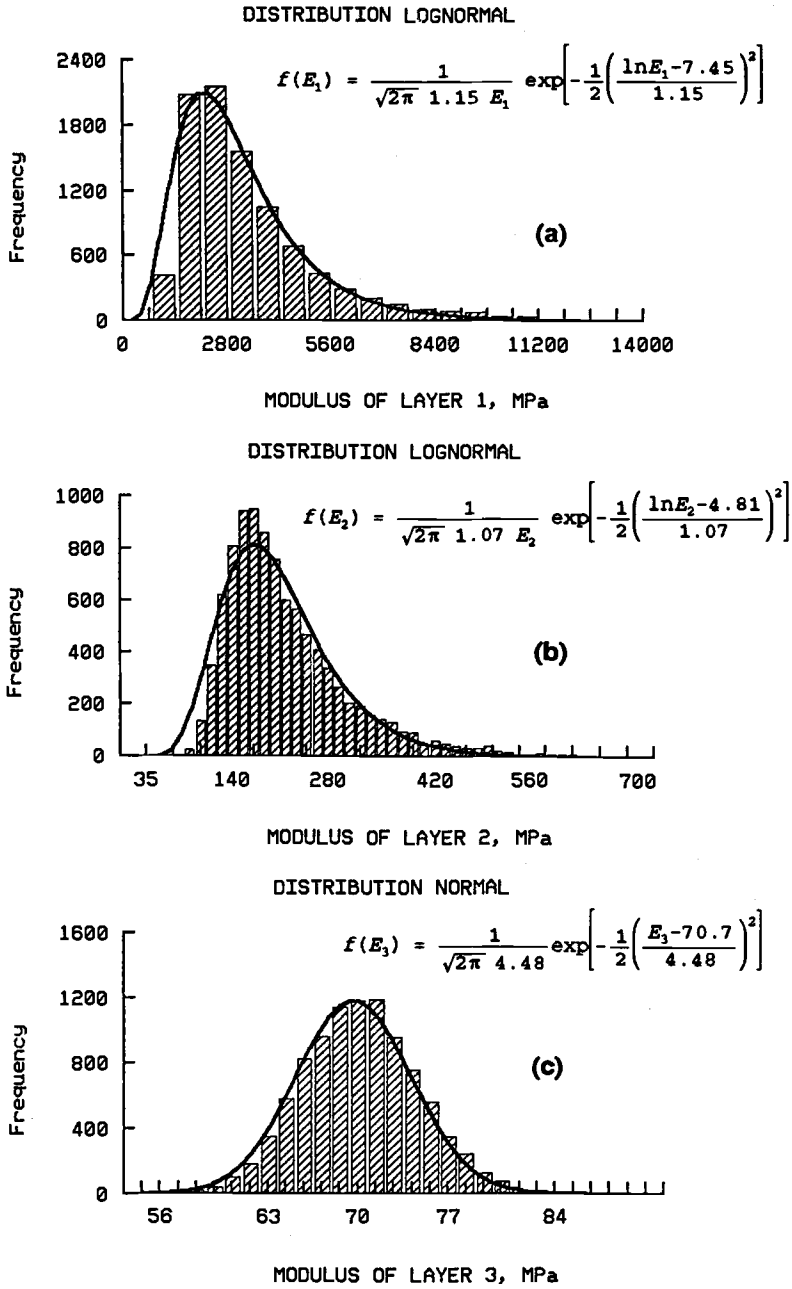 DISTRIBUTION LOGNORMAL
f(E₁) = 1/(√2π 1.15 E₁) exp[-1/2((lnE₁-7.45)/1.15)²]
2400
1800
1200
600
0
Frequency
(a)
0 2800 5600 8400 11200 14000
MODULUS OF LAYER 1, MPa
DISTRIBUTION LOGNORMAL
f(E₂) = 1/(√2π 1.07 E₂) exp[-1/2((lnE₂-4.81)/1.07)²]
1000
800
600
400
200
0
Frequency
(b)
35 140 280 420 560 700
MODULUS OF LAYER 2, MPa
DISTRIBUTION NORMAL
f(E₃) = 1/(√2π 4.48) exp[-1/2((E₃-70.7)/4.48)²]
1600
1200
800
400
0
Frequency
(c)
56 63 70 77 84
MODULUS OF LAYER 3, MPa